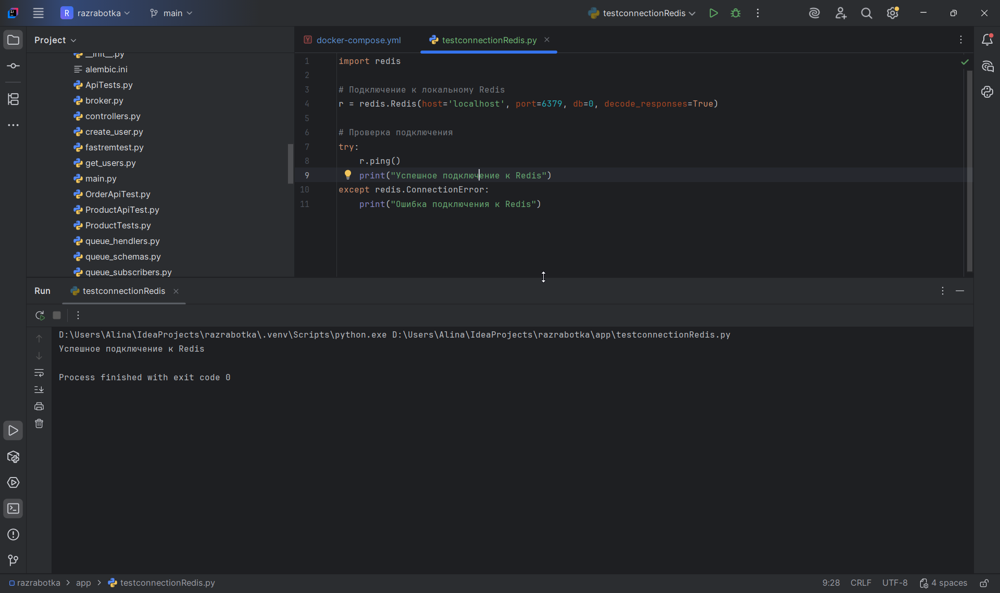 R razrabotka main testconnectionRedis
Project
docker-compose.yml testconnectionRedis.py
__init__.py
alembic.ini
ApiTests.py
broker.py
controllers.py
create_user.py
fastremtest.py
get_users.py
main.py
OrderApiTest.py
ProductApiTest.py
ProductTests.py
queue_hendlers.py
queue_schemas.py
queue_subscribers.py
1 import redis
2
3 # Подключение к локальному Redis
4 r = redis.Redis(host='localhost', port=6379, db=0, decode_responses=True)
5
6 # Проверка подключения
7 try:
8 r.ping()
9 print("Успешное подключение к Redis")
10 except redis.ConnectionError:
11 print("Ошибка подключения к Redis")
Run testconnectionRedis
D:\Users\Alina\IdeaProjects\razrabotka\.venv\Scripts\python.exe D:\Users\Alina\IdeaProjects\razrabotka\app\testconnectionRedis.py
Успешное подключение к Redis
Process finished with exit code 0
razrabotka > app > testconnectionRedis.py 9:28 CRLF UTF-8 4 spaces